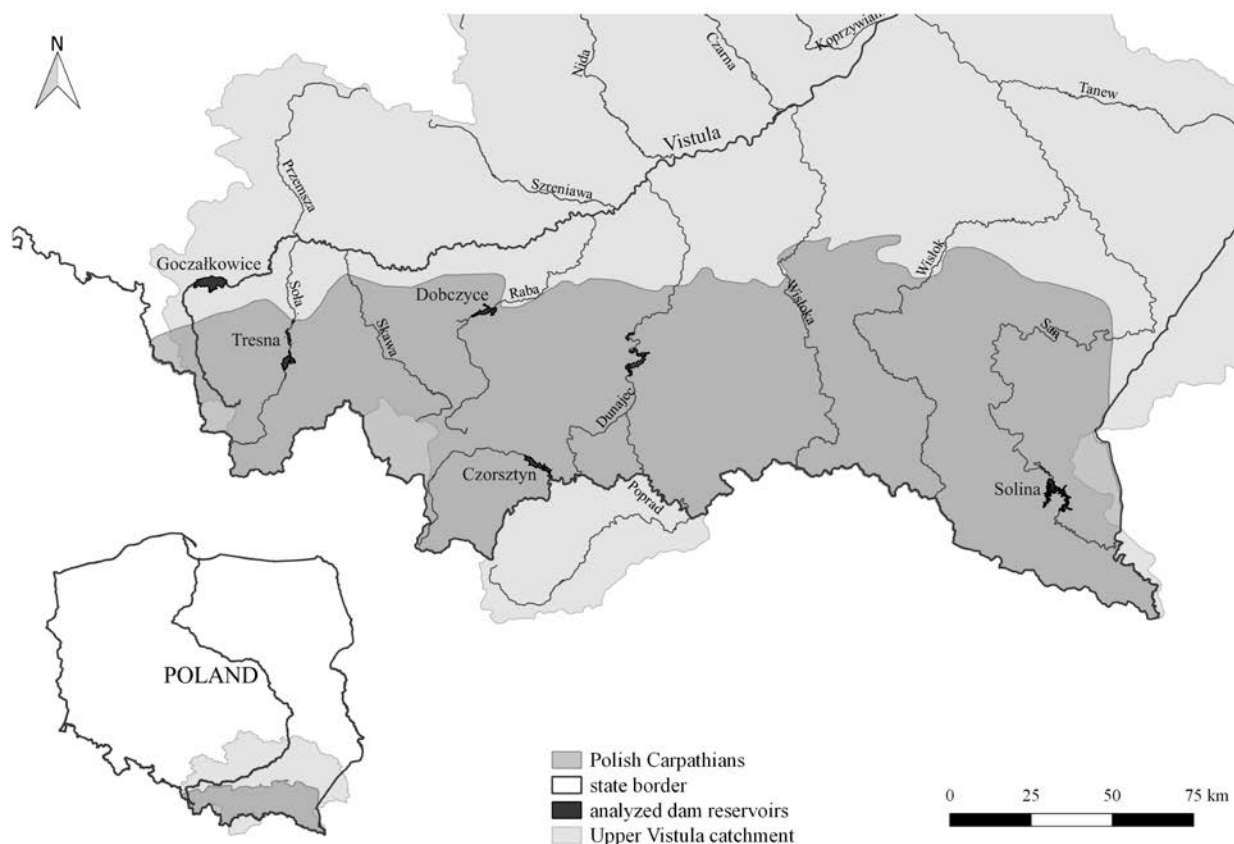 N
Nida
Czarna
Koprzywian
Tanew
Vistula
Przemsza
Szreniawa
Goczałkowice
Soła
Dobczyce
Raba
Wisłok
Tresna
Skawa
Wisłoka
San
Dunajec
Czorsztyn
Poprad
Solina
POLAND
Polish Carpathians
state border
analyzed dam reservoirs
Upper Vistula catchment
0 25 50 75 km